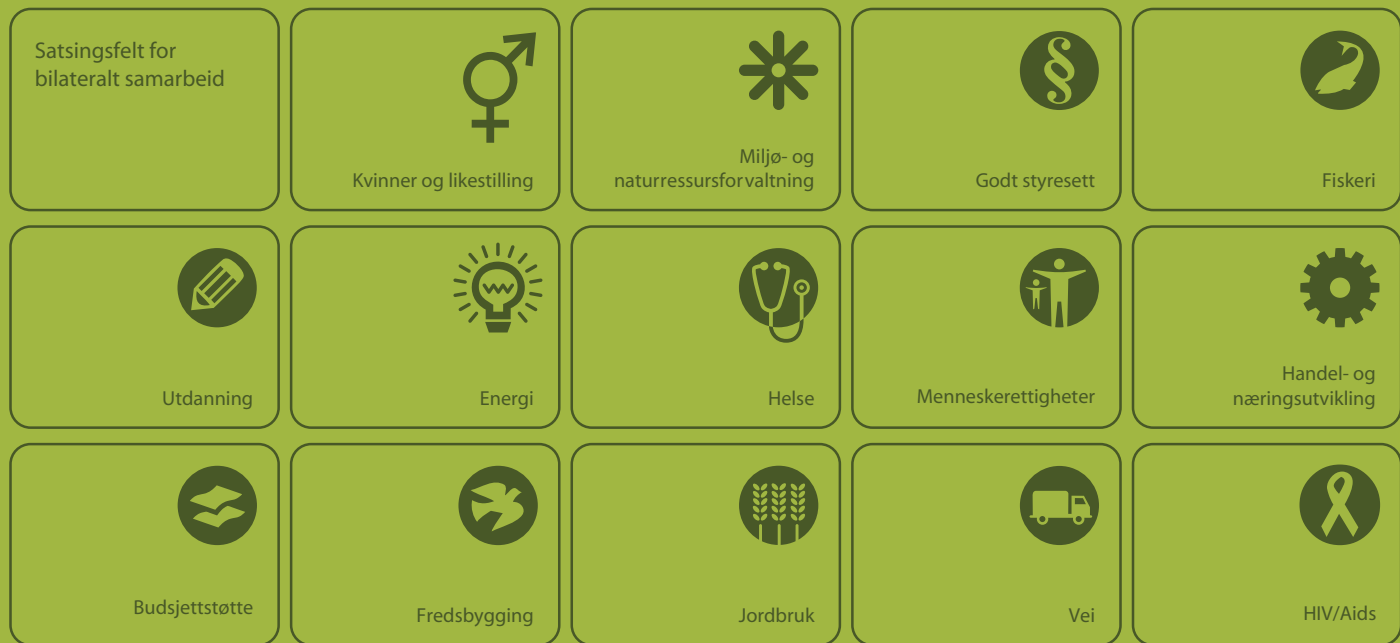 Satsingsfelt for
bilateralt samarbeid
Kvinner og likestilling
Miljø- og
naturressursforvaltning
Godt styresett
Fiskeri
Utdanning
Energi
Helse
Menneskerettigheter
Handel- og
næringsutvikling
Budsjettstøtte
Fredsbygging
Jordbruk
Vei
HIV/Aids